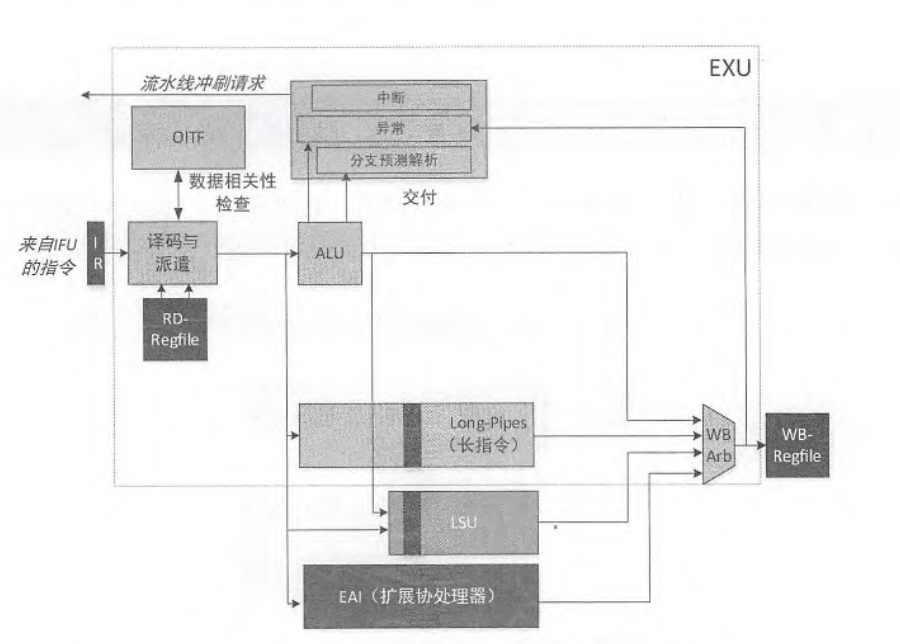 EXU
流水线冲刷请求
中断
异常
分支预测解析
交付
OITF
数据相关性
检查
来自IFU
的指令
I
R
译码与
派遣
ALU
RD-
Regfile
Long-Pipes
（长指令）
WB
Arb
WB-
Regfile
LSU
EAI（扩展协处理器）